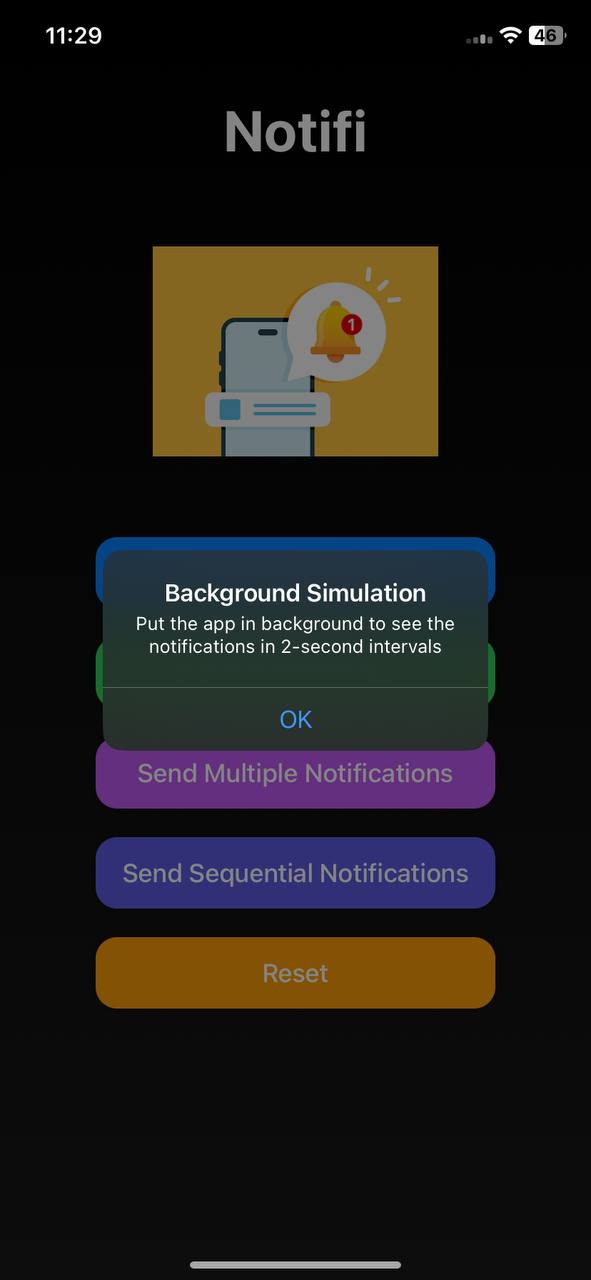 11:29
46
Notifi
1
Background Simulation
Put the app in background to see the
notifications in 2-second intervals
OK
Send Multiple Notifications
Send Sequential Notifications
Reset